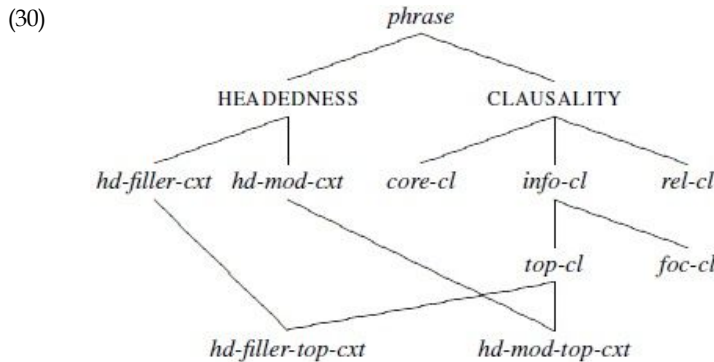 (30)
phrase
HEADEDNESS CLAUSALITY
hd-filler-cxt hd-mod-cxt core-cl info-cl rel-cl
top-cl foc-cl
hd-filler-top-cxt hd-mod-top-cxt